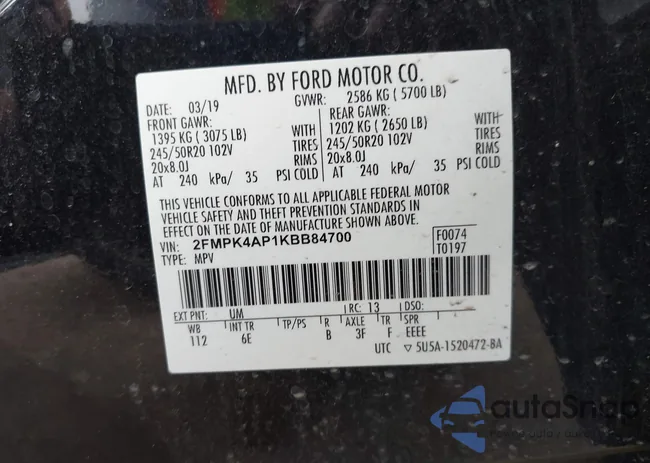 MFD. BY FORD MOTOR CO.
DATE: 03/19 GVWR: 2586 KG ( 5700 LB)
FRONT GAWR: REAR GAWR:
1395 KG ( 3075 LB) WITH 1202 KG ( 2650 LB) WITH
245/50R20 102V TIRES 245/50R20 102V TIRES
20x8.0J RIMS 20x8.0J RIMS
AT 240 kPa/ 35 PSI COLD AT 240 kPa/ 35 PSI COLD
THIS VEHICLE CONFORMS TO ALL APPLICABLE FEDERAL MOTOR
VEHICLE SAFETY AND THEFT PREVENTION STANDARDS IN
EFFECT ON THE DATE OF MANUFACTURE SHOWN ABOVE.
VIN: 2FMPK4AP1KBB84700 F0074
TYPE: MPV T0197
EXT PNT: UM RC: 13 DSO:
WB INT TR TP/PS R AXLE TR SPR
112 6E B 3F F EEEE
UTC ▽ 5U5A-1520472-BA
autoSnap